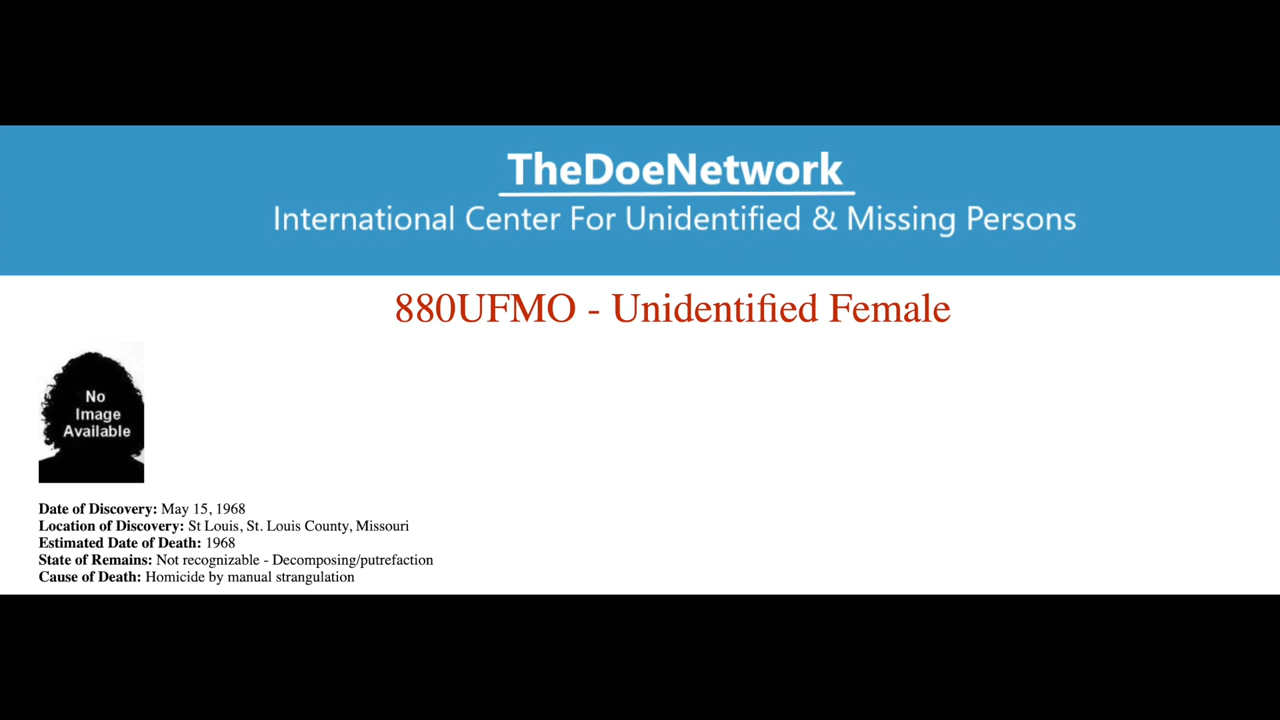 TheDoeNetwork
International Center For Unidentified & Missing Persons
880UFMO - Unidentified Female
No
Image
Available
Date of Discovery: May 15, 1968
Location of Discovery: St Louis, St. Louis County, Missouri
Estimated Date of Death: 1968
State of Remains: Not recognizable - Decomposing/putrefaction
Cause of Death: Homicide by manual strangulation